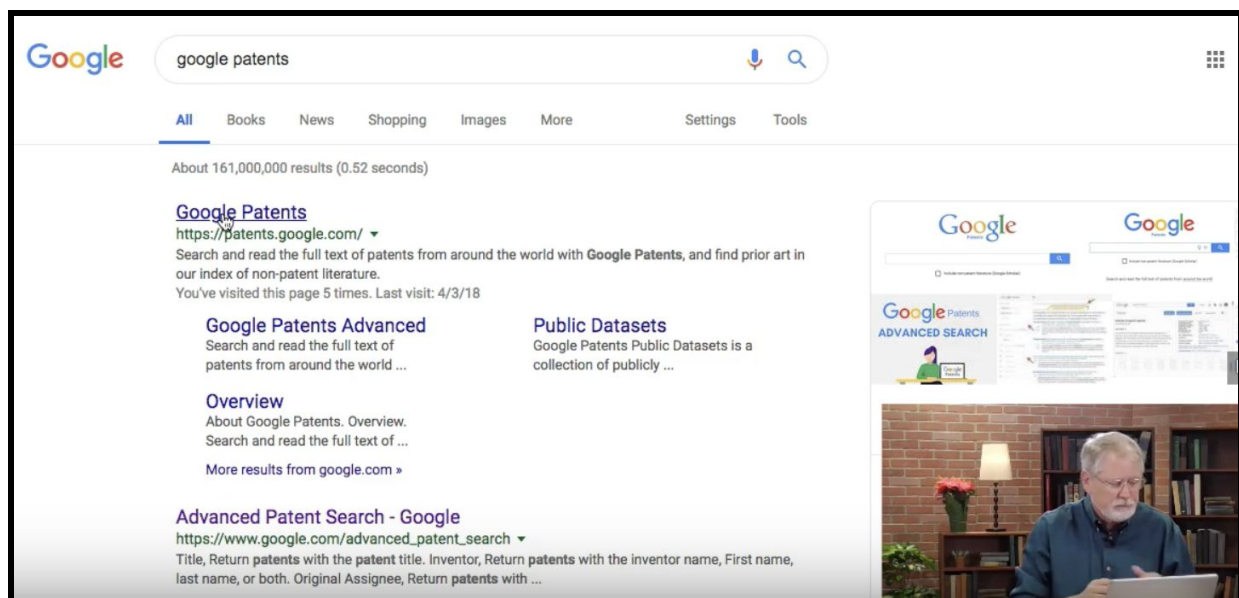 Google
google patents
All Books News Shopping Images More Settings Tools
About 161,000,000 results (0.52 seconds)
Google Patents
https://patents.google.com/
Search and read the full text of patents from around the world with Google Patents, and find prior art in
our index of non-patent literature.
You've visited this page 5 times. Last visit: 4/3/18
Google Patents Advanced
Search and read the full text of
patents from around the world ...
Public Datasets
Google Patents Public Datasets is a
collection of publicly ...
Overview
About Google Patents. Overview.
Search and read the full text of ...
More results from google.com »
Advanced Patent Search - Google
https://www.google.com/advanced_patent_search
Title, Return patents with the patent title. Inventor, Return patents with the inventor name, First name,
last name, or both. Original Assignee, Return patents with ...
Google
Patents
Google
Patents
Google Patents
ADVANCED SEARCH
Google